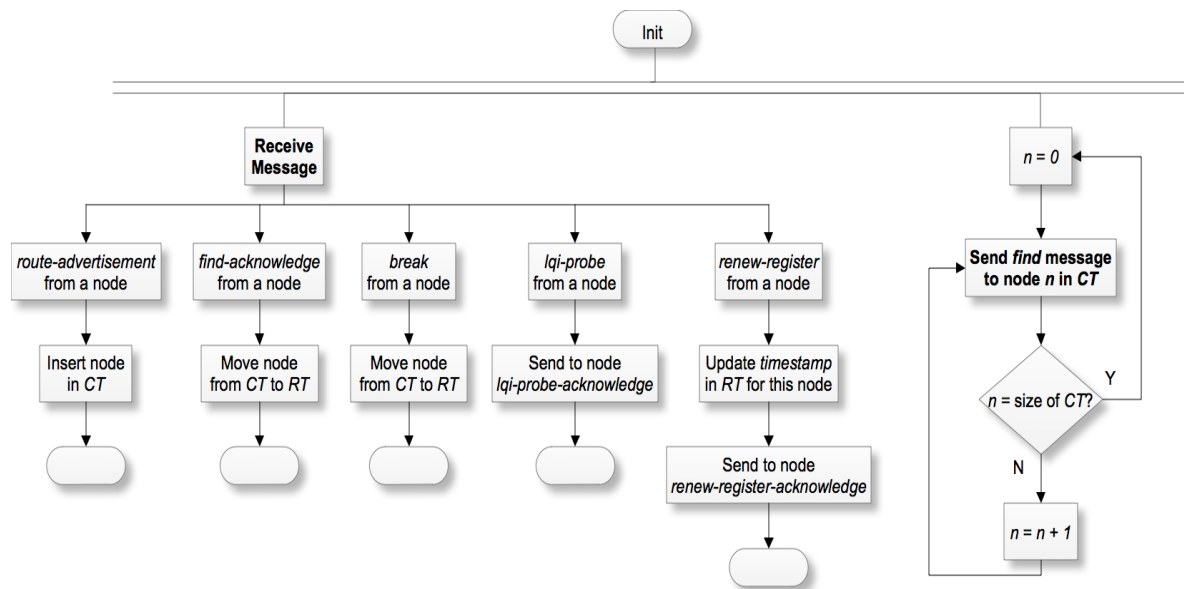 Init
Receive
Message
route-advertisement
from a node
Insert node
in CT
find-acknowledge
from a node
Move node
from CT to RT
break
from a node
Move node
from CT to RT
lqi-probe
from a node
Send to node
lqi-probe-acknowledge
renew-register
from a node
Update timestamp
in RT for this node
Send to node
renew-register-acknowledge
n = 0
Send find message
to node n in CT
n = size of CT?
Y
N
n = n + 1